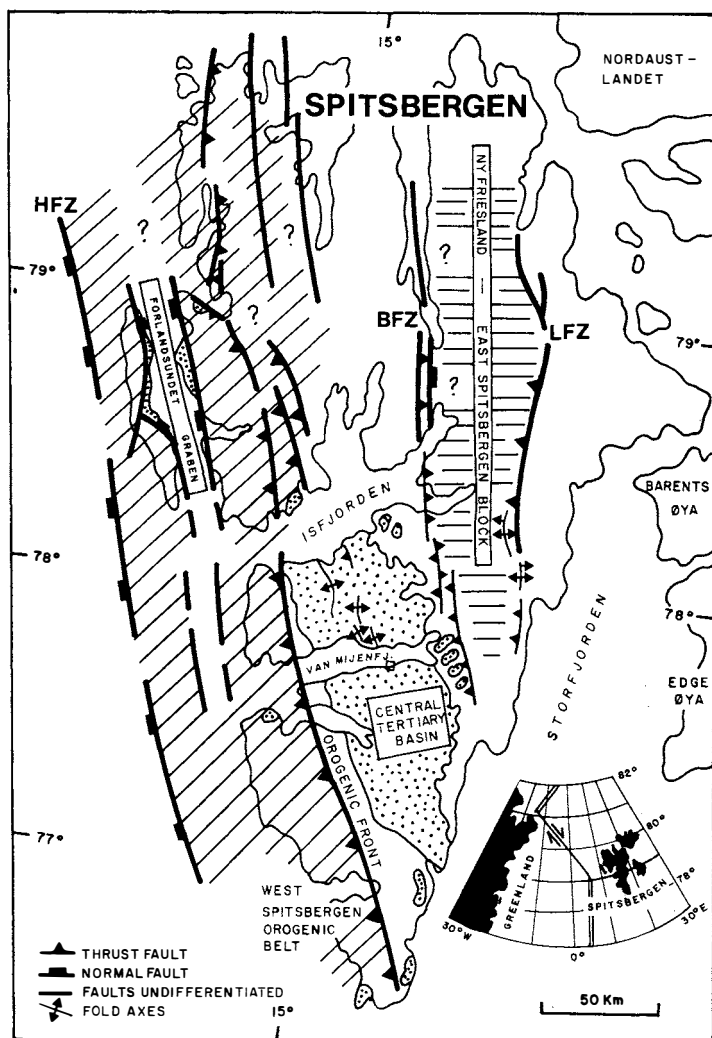 15°
NORDAUST-
LANDET
SPITSBERGEN
HFZ
?
?
79°
?
?
NY FRIESLAND — EAST SPITSBERGEN BLOCK
FORLANDSUNDET GRABEN
BFZ
LFZ
79°
?
ISFJORDEN
BARENTS
ØYA
78°
78°
VAN MIJENFJ.
STORFJORDEN
EDGE
ØYA
CENTRAL
TERTIARY
BASIN
OROGENIC FRONT
77°
WEST
SPITSBERGEN
OROGENIC
BELT
82°
80°
78°
GREENLAND
SPITSBERGEN
30°W
0°
30°E
THRUST FAULT
NORMAL FAULT
FAULTS UNDIFFERENTIATED
FOLD AXES
15°
50 Km